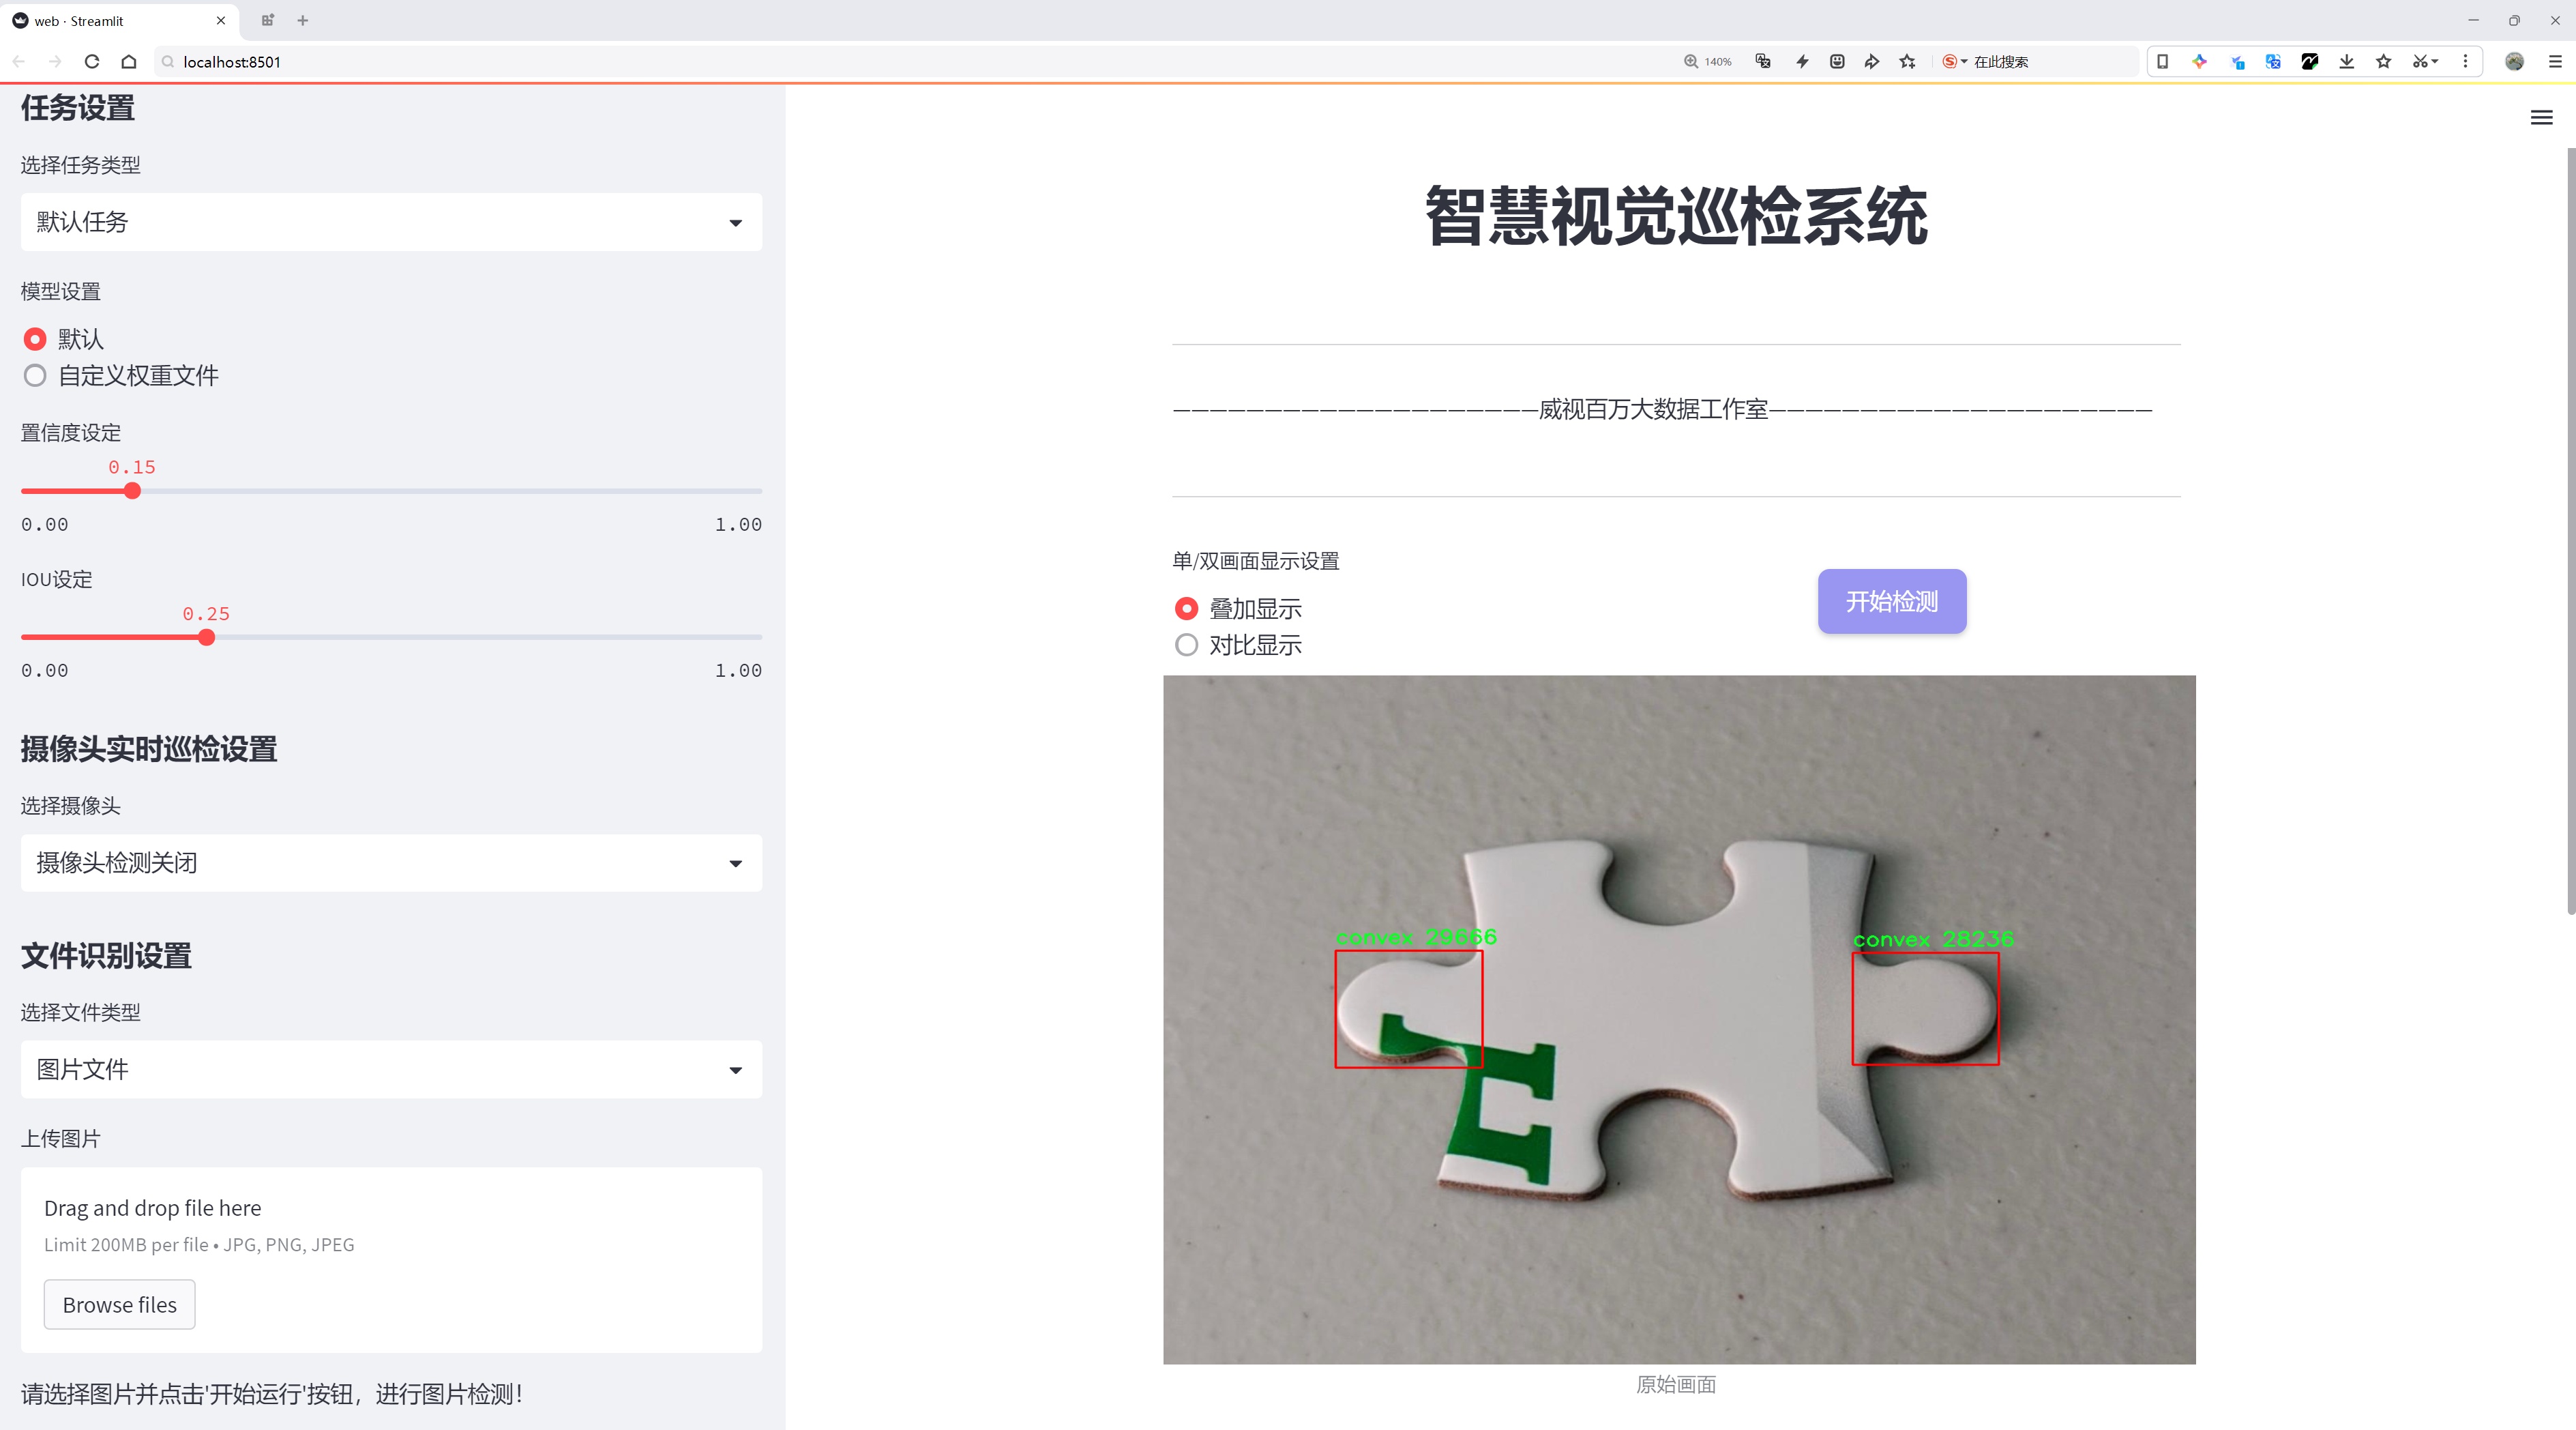 web · Streamlit
localhost:8501
140%
在此搜索
任务设置
选择任务类型
默认任务
模型设置
默认
自定义权重文件
置信度设定
0.15
0.00
1.00
IOU设定
0.25
0.00
1.00
摄像头实时巡检设置
选择摄像头
摄像头检测关闭
文件识别设置
选择文件类型
图片文件
上传图片
Drag and drop file here
Limit 200MB per file • JPG, PNG, JPEG
Browse files
请选择图片并点击'开始运行'按钮，进行图片检测！
智慧视觉巡检系统
————————————————————威视百万大数据工作室—————————————————————
单/双画面显示设置
叠加显示
对比显示
开始检测
convex 29666
convex 28236
原始画面